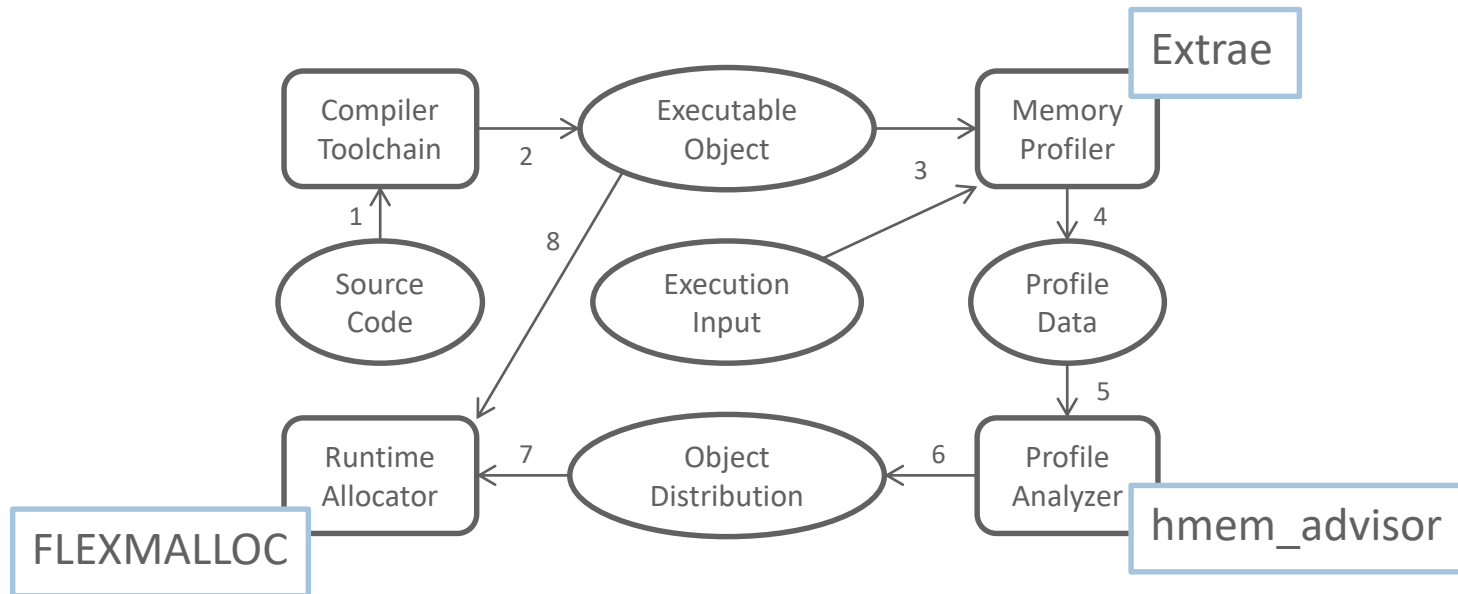 Extrae
Compiler
Toolchain
2
Executable
Object
Memory
Profiler
3
1
8
4
Source
Code
Execution
Input
Profile
Data
5
Runtime
Allocator
7
Object
Distribution
6
Profile
Analyzer
FLEXMALLOC
hmem_advisor